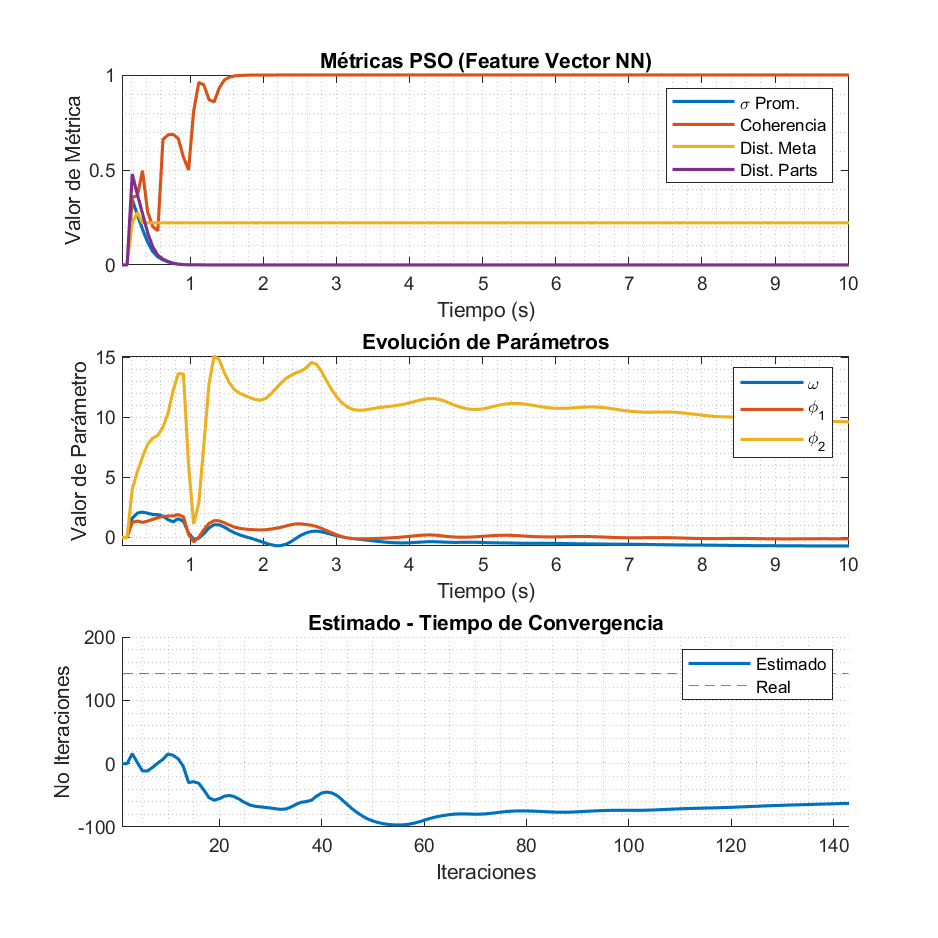 Métricas PSO (Feature Vector NN)
Valor de Métrica
1
0.5
0
σ Prom.
Coherencia
Dist. Meta
Dist. Parts
1 2 3 4 5 6 7 8 9 10
Tiempo (s)
Evolución de Parámetros
Valor de Parámetro
15
10
5
0
ω
ϕ1
ϕ2
1 2 3 4 5 6 7 8 9 10
Tiempo (s)
Estimado - Tiempo de Convergencia
No Iteraciones
200
100
0
-100
Estimado
Real
20 40 60 80 100 120 140
Iteraciones